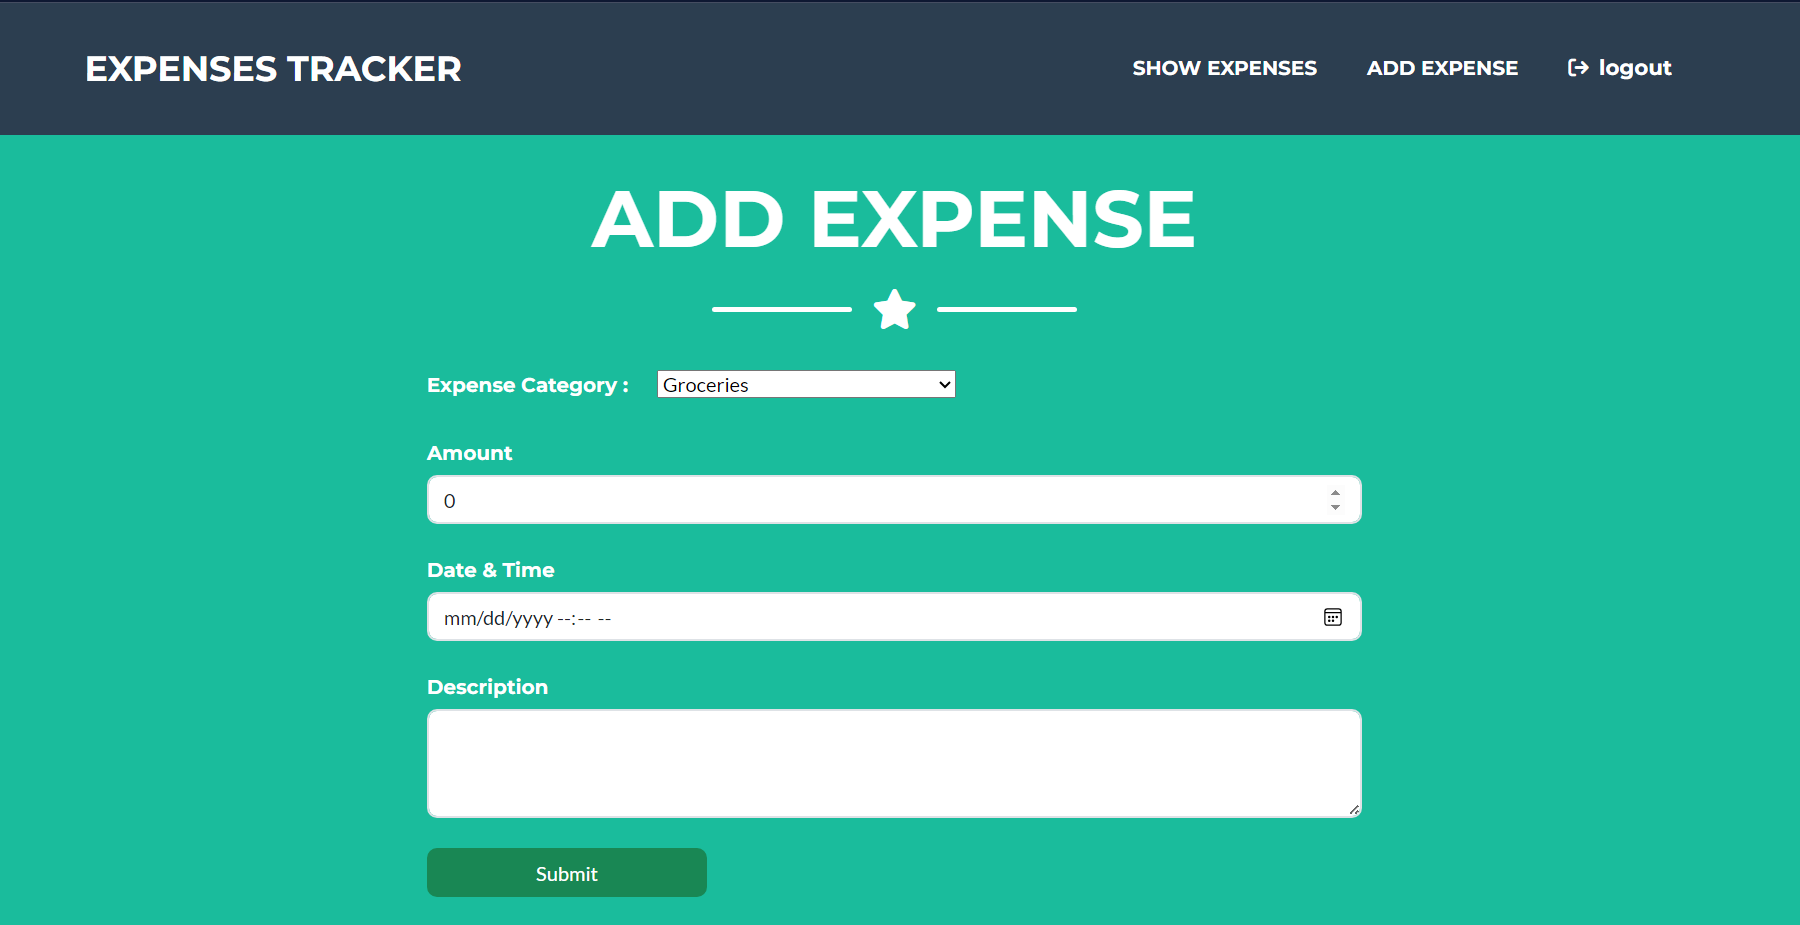 EXPENSES TRACKER
SHOW EXPENSES
ADD EXPENSE
logout
ADD EXPENSE
Expense Category :
Groceries
Amount
0
Date & Time
mm/dd/yyyy --:-- --
Description
Submit